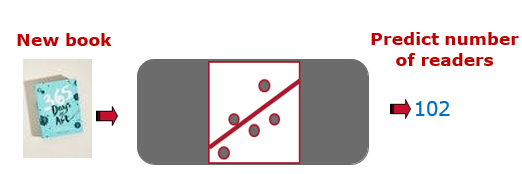 New book
Predict number
of readers
365
Days
of
Art
102